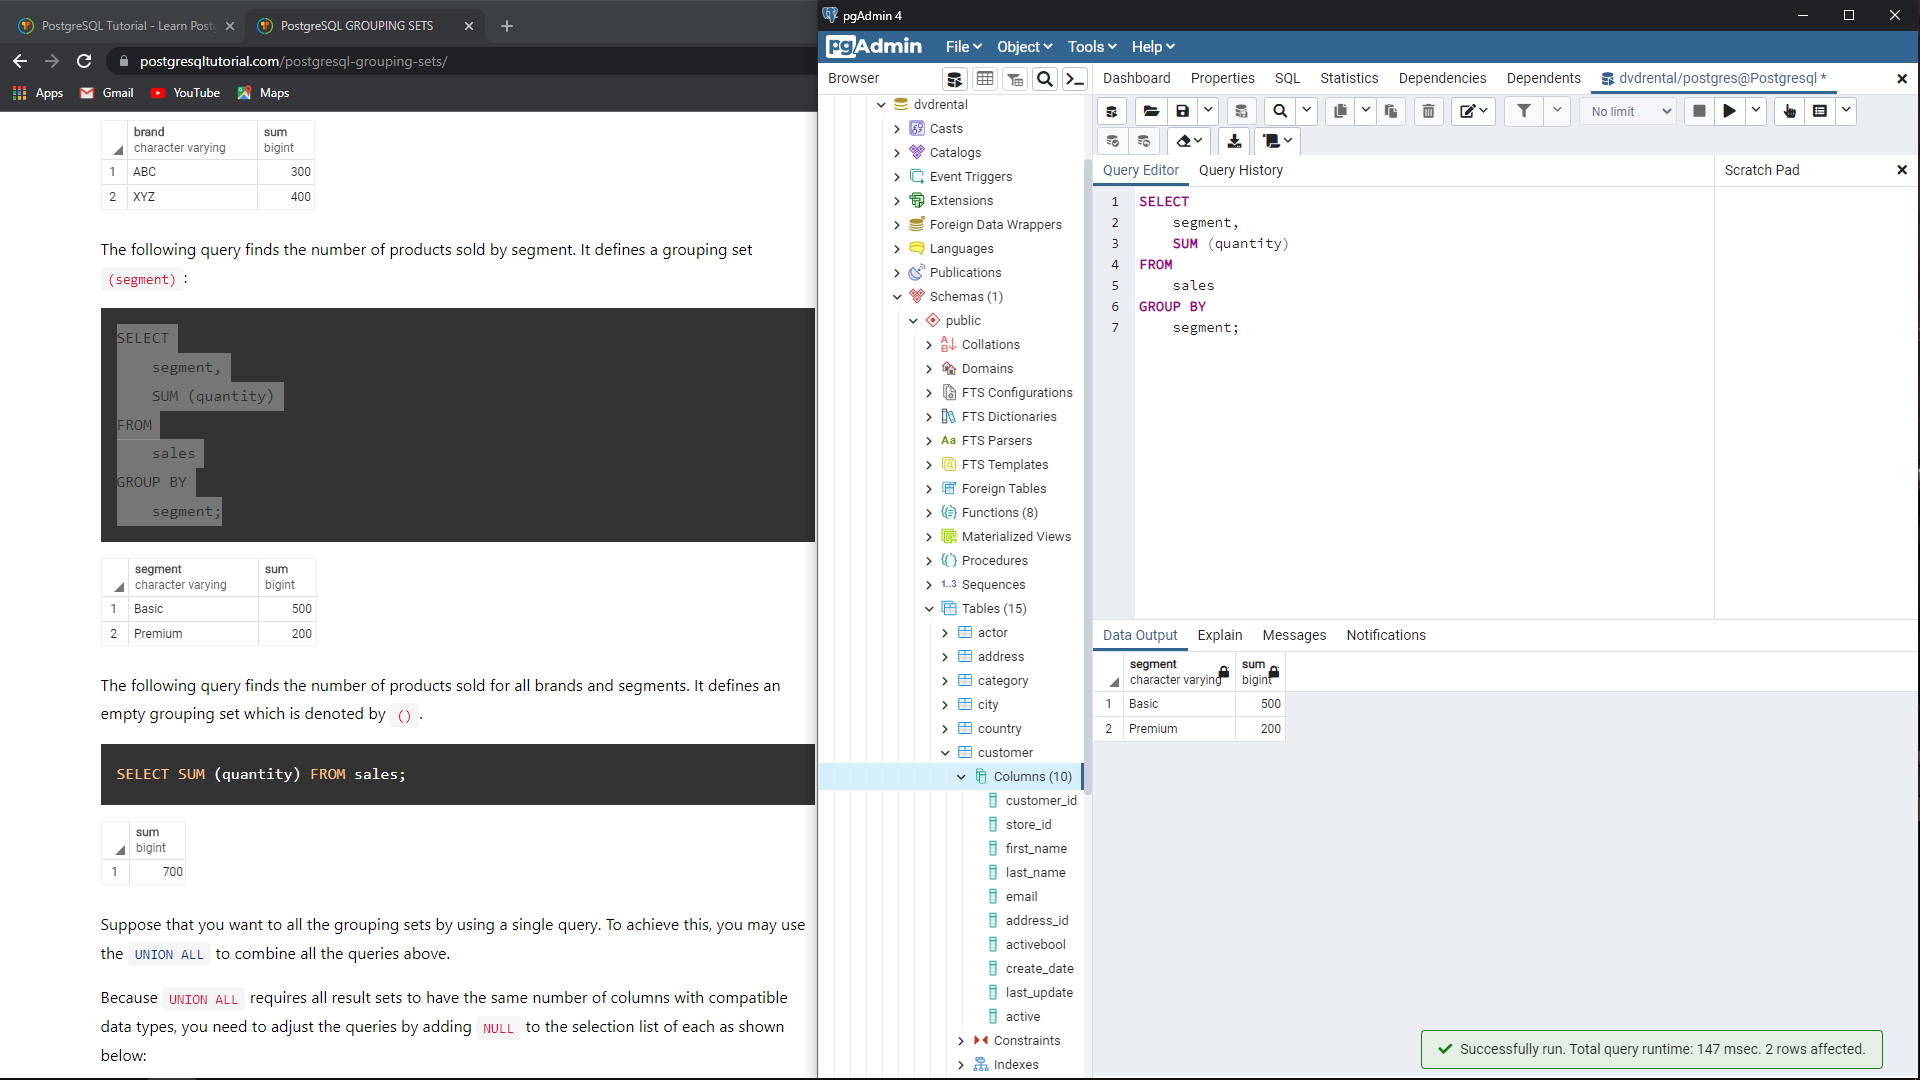 PostgreSQL Tutorial - Learn Post
PostgreSQL GROUPING SETS
postgresqltutorial.com/postgresql-grouping-sets/
Apps
Gmail
YouTube
Maps
brand
character varying
sum
bigint
1 ABC 300
2 XYZ 400
The following query finds the number of products sold by segment. It defines a grouping set
(segment) :
SELECT
segment,
SUM (quantity)
FROM
sales
GROUP BY
segment;
segment
character varying
sum
bigint
1 Basic 500
2 Premium 200
The following query finds the number of products sold for all brands and segments. It defines an
empty grouping set which is denoted by () .
SELECT SUM (quantity) FROM sales;
sum
bigint
1 700
Suppose that you want to all the grouping sets by using a single query. To achieve this, you may use
the UNION ALL to combine all the queries above.
Because UNION ALL requires all result sets to have the same number of columns with compatible
data types, you need to adjust the queries by adding NULL to the selection list of each as shown
below:
pgAdmin 4
pgAdmin File Object Tools Help
Browser
Dashboard Properties SQL Statistics Dependencies Dependents dvdrental/postgres@Postgresql *
dvdrental
Casts
Catalogs
Event Triggers
Extensions
Foreign Data Wrappers
Languages
Publications
Schemas (1)
public
Collations
Domains
FTS Configurations
FTS Dictionaries
Aa FTS Parsers
FTS Templates
Foreign Tables
Functions (8)
Materialized Views
Procedures
1..3 Sequences
Tables (15)
actor
address
category
city
country
customer
Columns (10)
customer_id
store_id
first_name
last_name
email
address_id
activebool
create_date
last_update
active
Constraints
Indexes
No limit
Query Editor Query History
Scratch Pad
1 SELECT
2 segment,
3 SUM (quantity)
4 FROM
5 sales
6 GROUP BY
7 segment;
Data Output Explain Messages Notifications
segment
character varying
sum
bigint
1 Basic 500
2 Premium 200
Successfully run. Total query runtime: 147 msec. 2 rows affected.